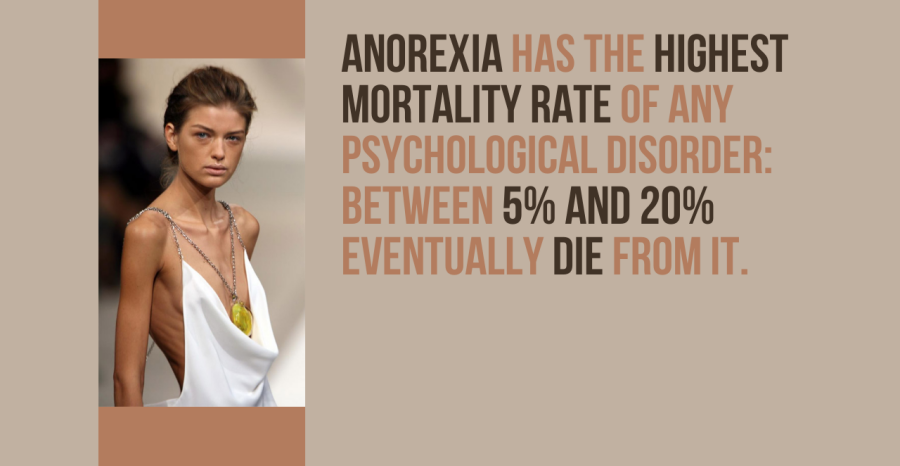 ANOREXIA HAS THE HIGHEST
MORTALITY RATE OF ANY
PSYCHOLOGICAL DISORDER:
BETWEEN 5% AND 20%
EVENTUALLY DIE FROM IT.